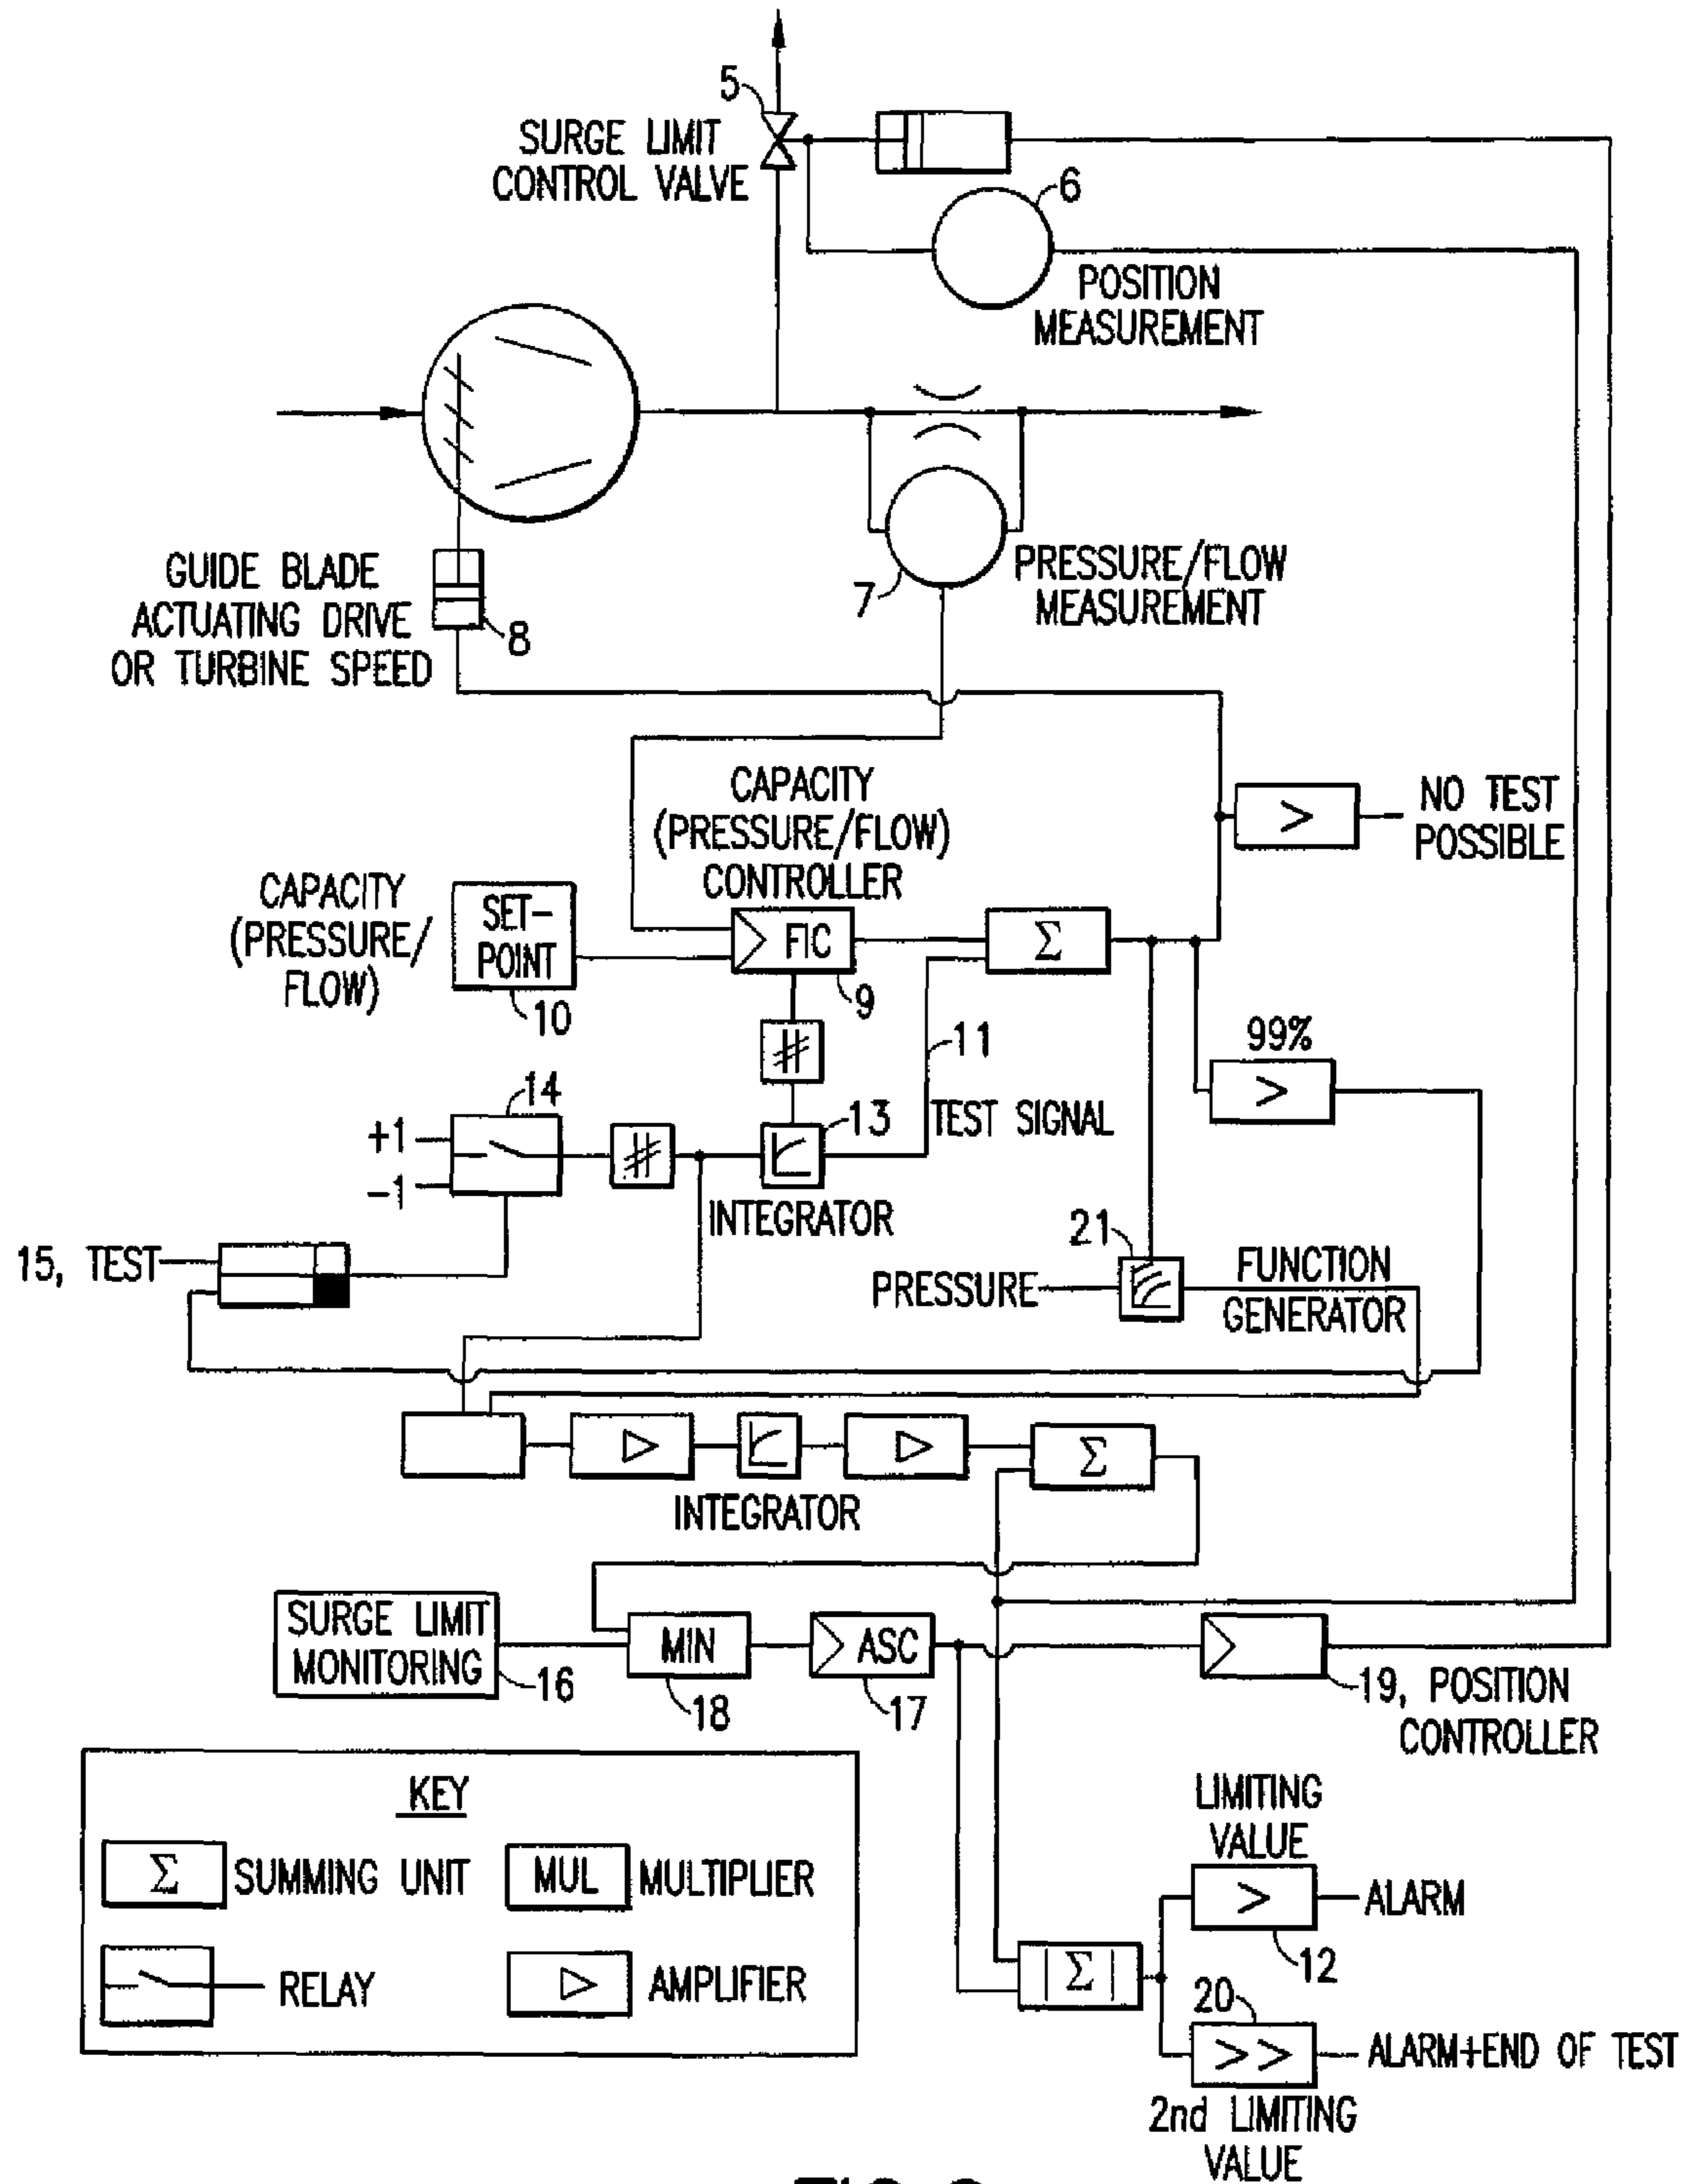 5
SURGE LIMIT
CONTROL VALVE
6
POSITION
MEASUREMENT
GUIDE BLADE
ACTUATING DRIVE
OR TURBINE SPEED
8
7
PRESSURE/FLOW
MEASUREMENT
CAPACITY
(PRESSURE/FLOW)
CONTROLLER
>
NO TEST
POSSIBLE
CAPACITY
(PRESSURE/
FLOW)
SET-
POINT
10
FIC
9
Σ
11
TEST SIGNAL
99%
>
14
+1
-1
13
INTEGRATOR
15, TEST
21
PRESSURE
FUNCTION
GENERATOR
INTEGRATOR
Σ
SURGE LIMIT
MONITORING
16
MIN
18
ASC
17
19, POSITION
CONTROLLER
KEY
Σ SUMMING UNIT
MUL MULTIPLIER
RELAY
AMPLIFIER
LIMITING
VALUE
> ALARM
12
|Σ|
20
>> ALARM+END OF TEST
2nd LIMITING
VALUE